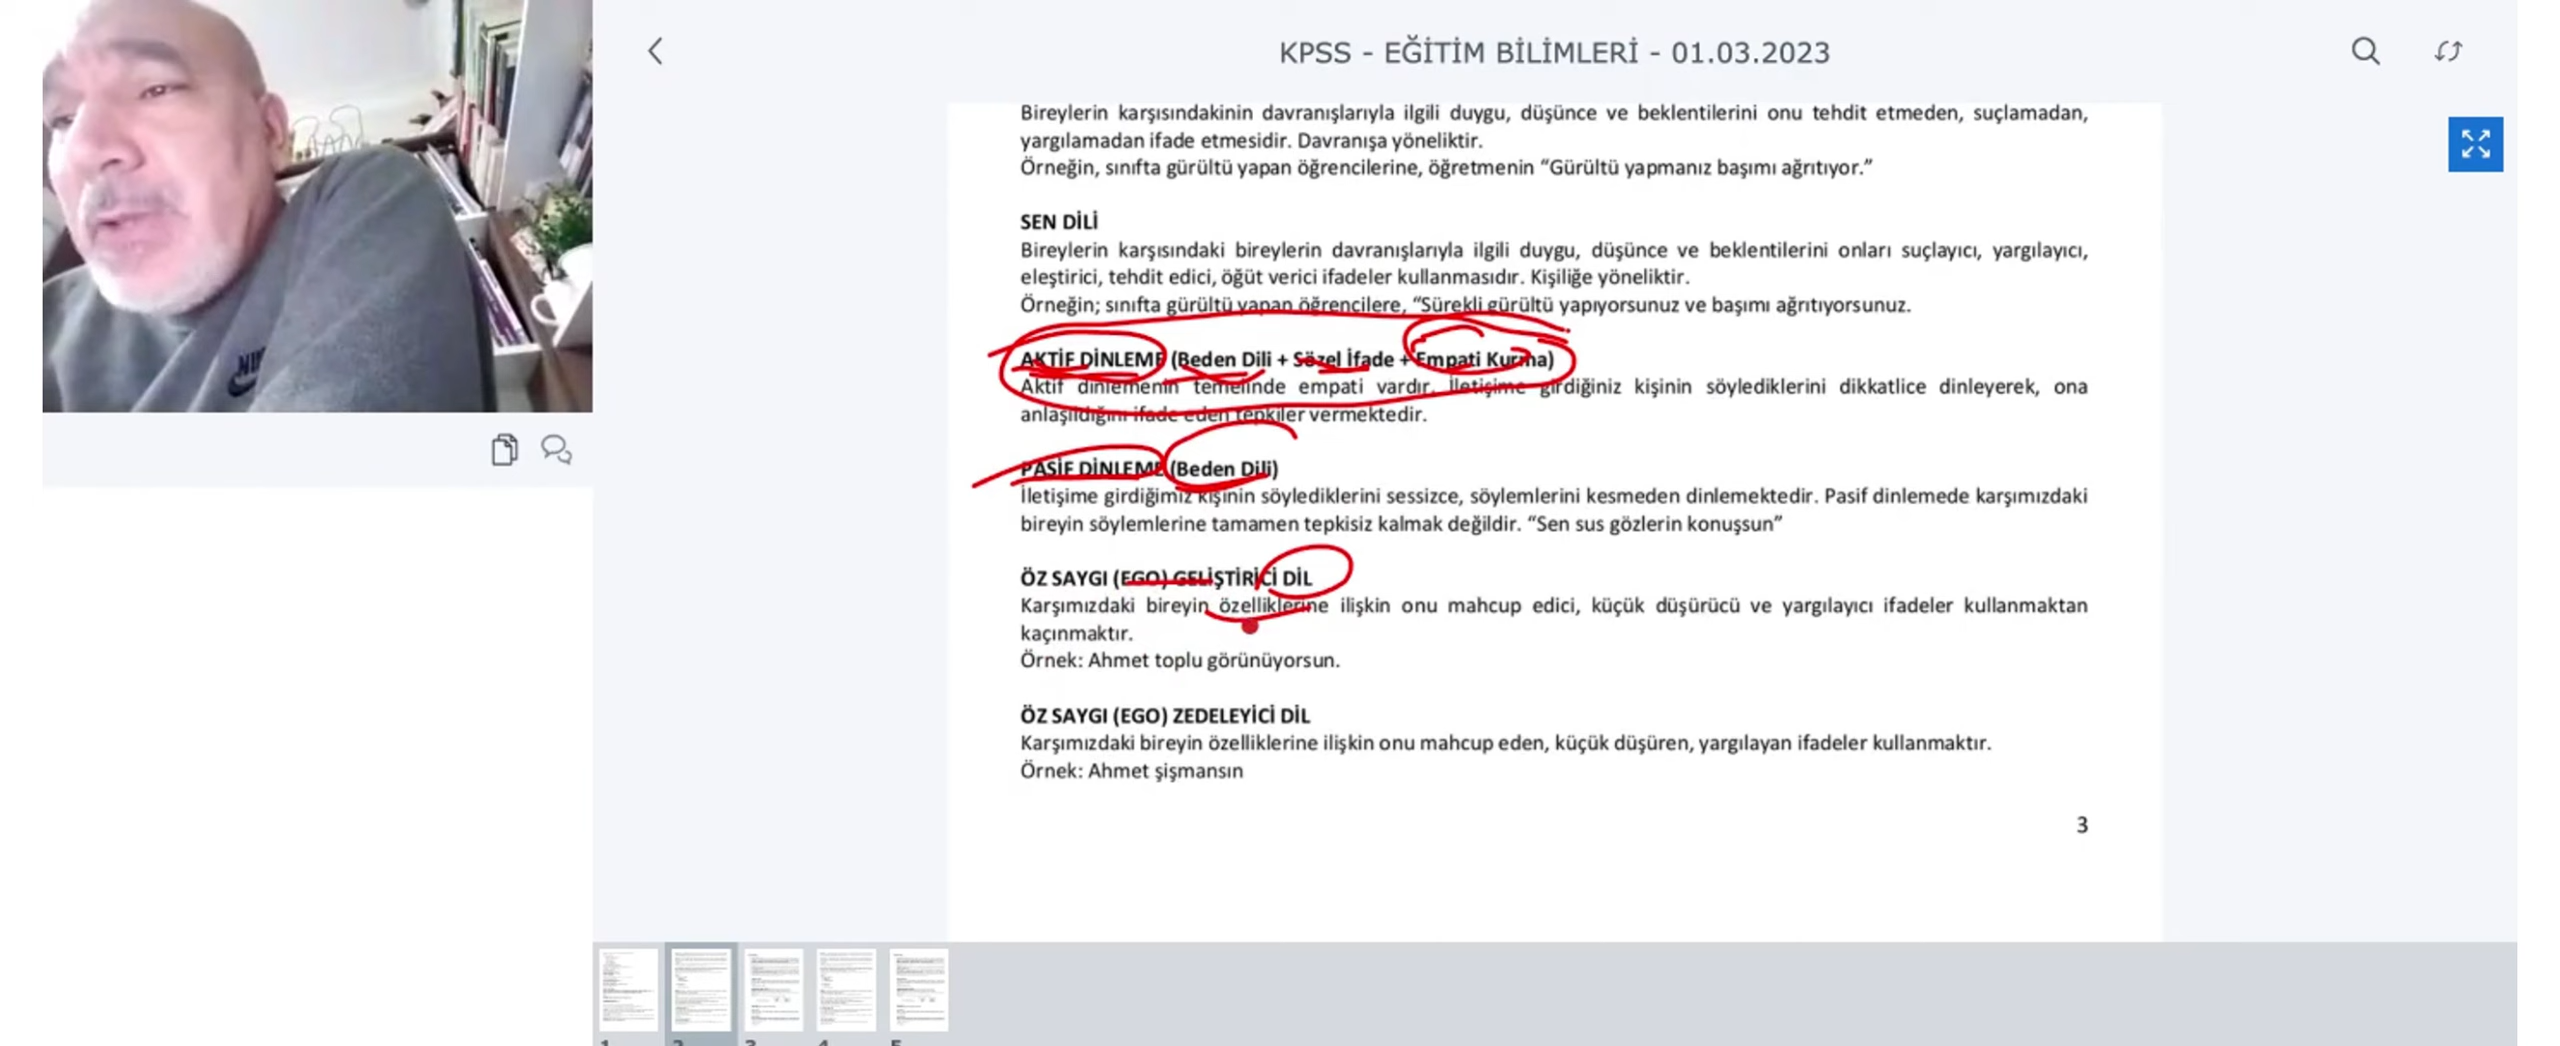 KPSS - EĞİTİM BİLİMLERİ - 01.03.2023
Bireylerin karşısındakinin davranışlarıyla ilgili duygu, düşünce ve beklentilerini onu tehdit etmeden, suçlamadan,
yargılamadan ifade etmesidir. Davranışa yöneliktir.
Örneğin, sınıfta gürültü yapan öğrencilerine, öğretmenin “Gürültü yapmanız başımı ağrıtıyor.”
SEN DİLİ
Bireylerin karşısındaki bireylerin davranışlarıyla ilgili duygu, düşünce ve beklentilerini onları suçlayıcı, yargılayıcı,
eleştirici, tehdit edici, öğüt verici ifadeler kullanmasıdır. Kişiliğe yöneliktir.
Örneğin; sınıfta gürültü yapan öğrencilere, “Sürekli gürültü yapıyorsunuz ve başımı ağrıtıyorsunuz.
AKTİF DİNLEME (Beden Dili + Sözel İfade + Empati Kurma)
Aktif dinlemenin temelinde empati vardır. İletişime girdiğiniz kişinin söylediklerini dikkatlice dinleyerek, ona
anlaşıldığını ifade eden tepkiler vermektedir.
PASİF DİNLEME (Beden Dili)
İletişime girdiğimiz kişinin söylediklerini sessizce, söylemlerini kesmeden dinlemektedir. Pasif dinlemede karşımızdaki
bireyin söylemlerine tamamen tepkisiz kalmak değildir. “Sen sus gözlerin konuşsun”
ÖZ SAYGI (EGO) GELİŞTİRİCİ DİL
Karşımızdaki bireyin özelliklerine ilişkin onu mahcup edici, küçük düşürücü ve yargılayıcı ifadeler kullanmaktan
kaçınmaktır.
Örnek: Ahmet toplu görünüyorsun.
ÖZ SAYGI (EGO) ZEDELEYİCİ DİL
Karşımızdaki bireyin özelliklerine ilişkin onu mahcup eden, küçük düşüren, yargılayan ifadeler kullanmaktır.
Örnek: Ahmet şişmansın
3